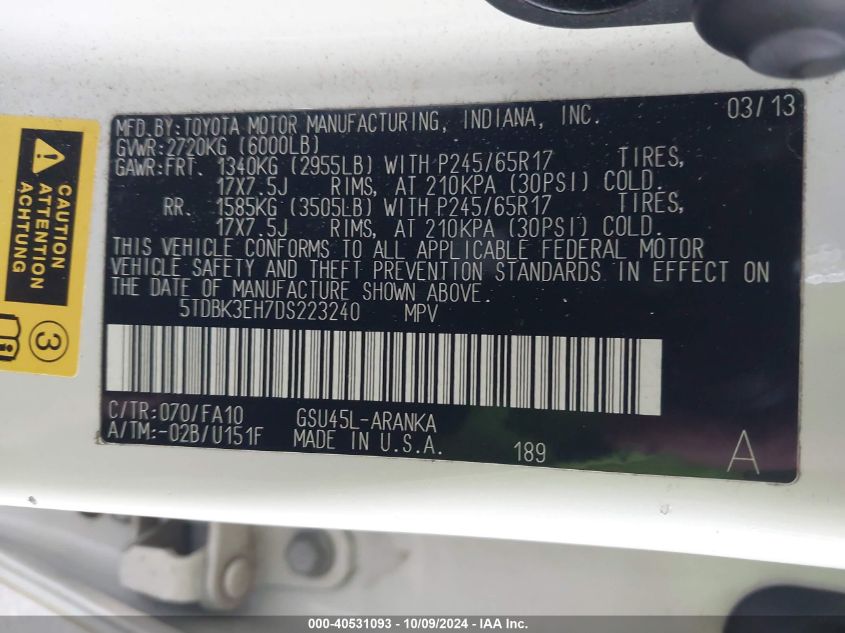 MFD.BY:TOYOTA MOTOR MANUFACTURING, INDIANA, INC. 03/13
GVWR:2720KG (6000LB)
GAWR:FRT. 1340KG (2955LB) WITH P245/65R17 TIRES,
17X7.5J RIMS, AT 210KPA (30PSI) COLD.
RR. 1585KG (3505LB) WITH P245/65R17 TIRES,
17X7.5J RIMS, AT 210KPA (30PSI) COLD.
THIS VEHICLE CONFORMS TO ALL APPLICABLE FEDERAL MOTOR
VEHICLE SAFETY AND THEFT PREVENTION STANDARDS IN EFFECT ON
THE DATE OF MANUFACTURE SHOWN ABOVE.
5TDBK3EH7DS223240 MPV
C/TR:070/FA10 GSU45L-ARANKA
A/TM:-02B/U151F MADE IN U.S.A. 189 A
CAUTION
ATTENTION
ACHTUNG
3
000-40531093 - 10/09/2024 - IAA Inc.